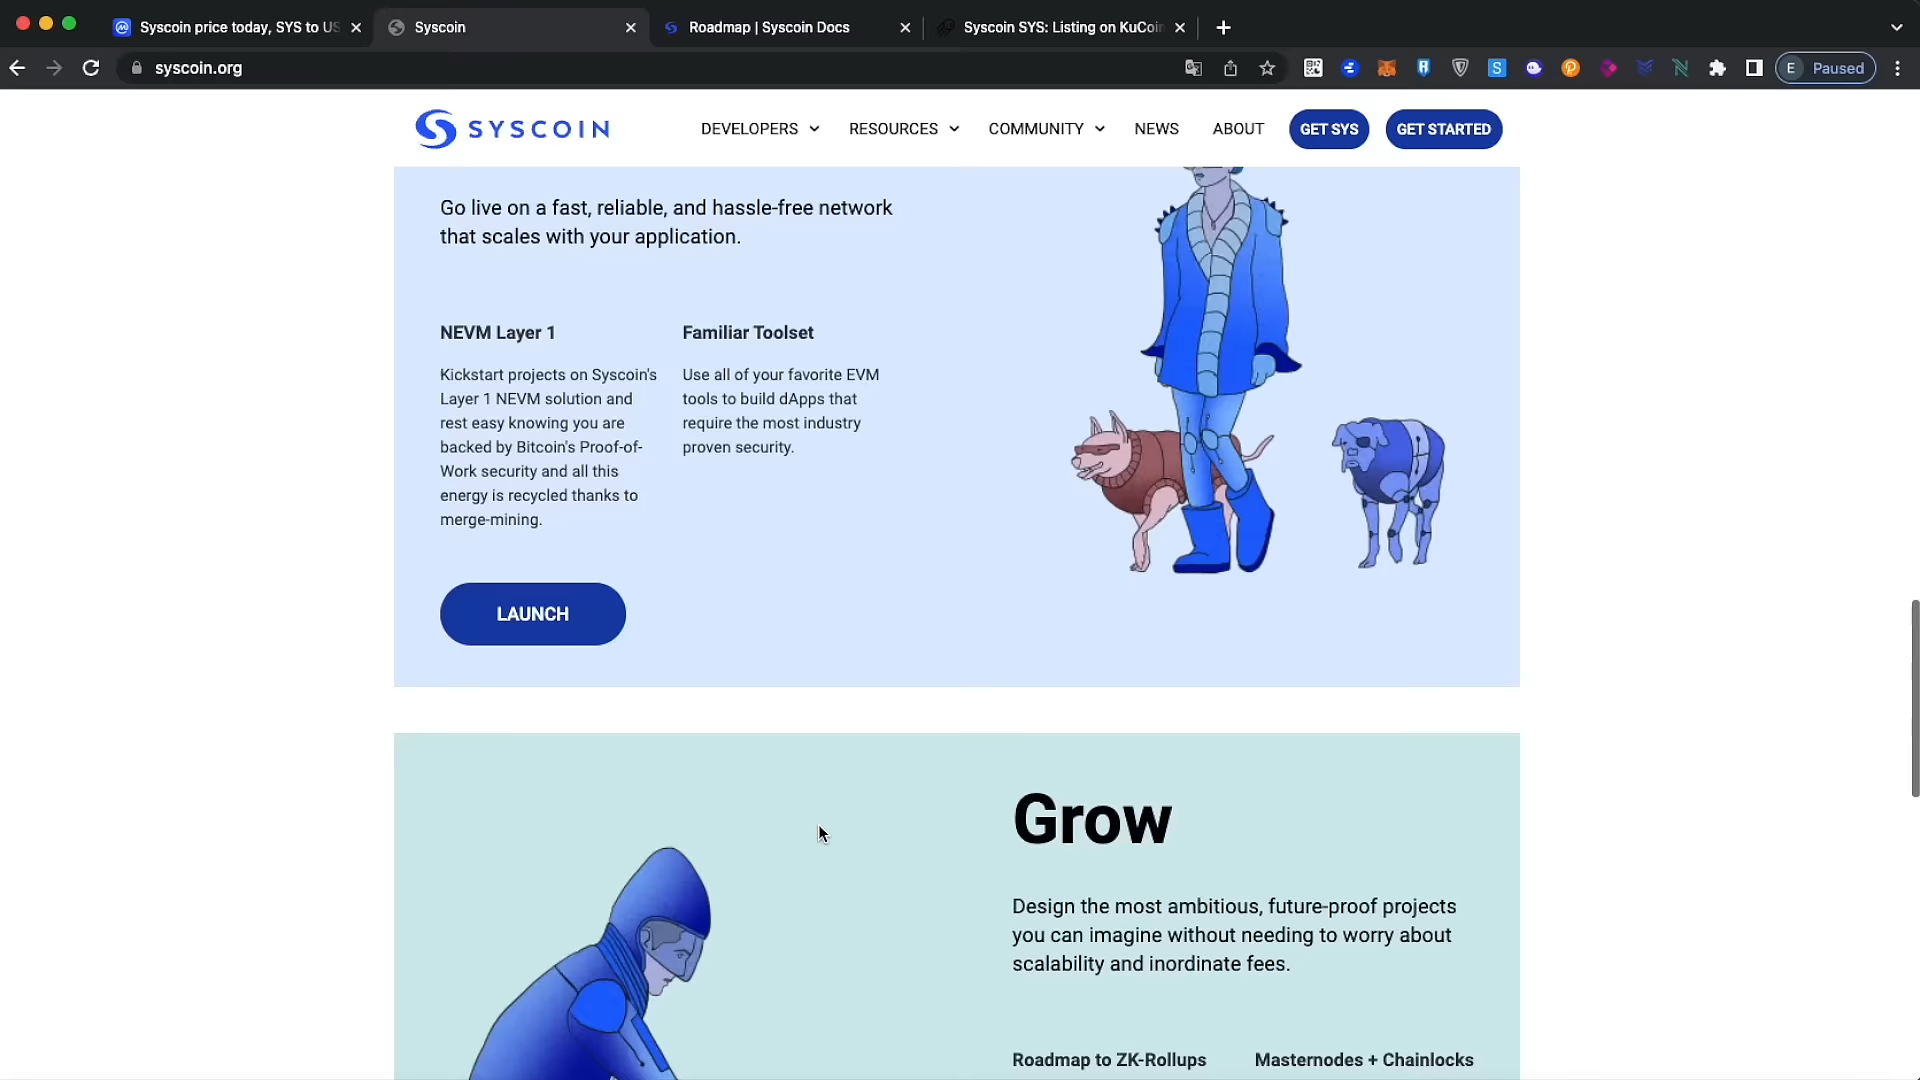 Syscoin price today, SYS to US
Syscoin
Roadmap | Syscoin Docs
Syscoin SYS: Listing on KuCoin
syscoin.org
E Paused
SYSCOIN
DEVELOPERS
RESOURCES
COMMUNITY
NEWS
ABOUT
GET SYS
GET STARTED
Go live on a fast, reliable, and hassle-free network
that scales with your application.
NEVM Layer 1
Kickstart projects on Syscoin's
Layer 1 NEVM solution and
rest easy knowing you are
backed by Bitcoin's Proof-of-
Work security and all this
energy is recycled thanks to
merge-mining.
Familiar Toolset
Use all of your favorite EVM
tools to build dApps that
require the most industry
proven security.
LAUNCH
Grow
Design the most ambitious, future-proof projects
you can imagine without needing to worry about
scalability and inordinate fees.
Roadmap to ZK-Rollups
Masternodes + Chainlocks